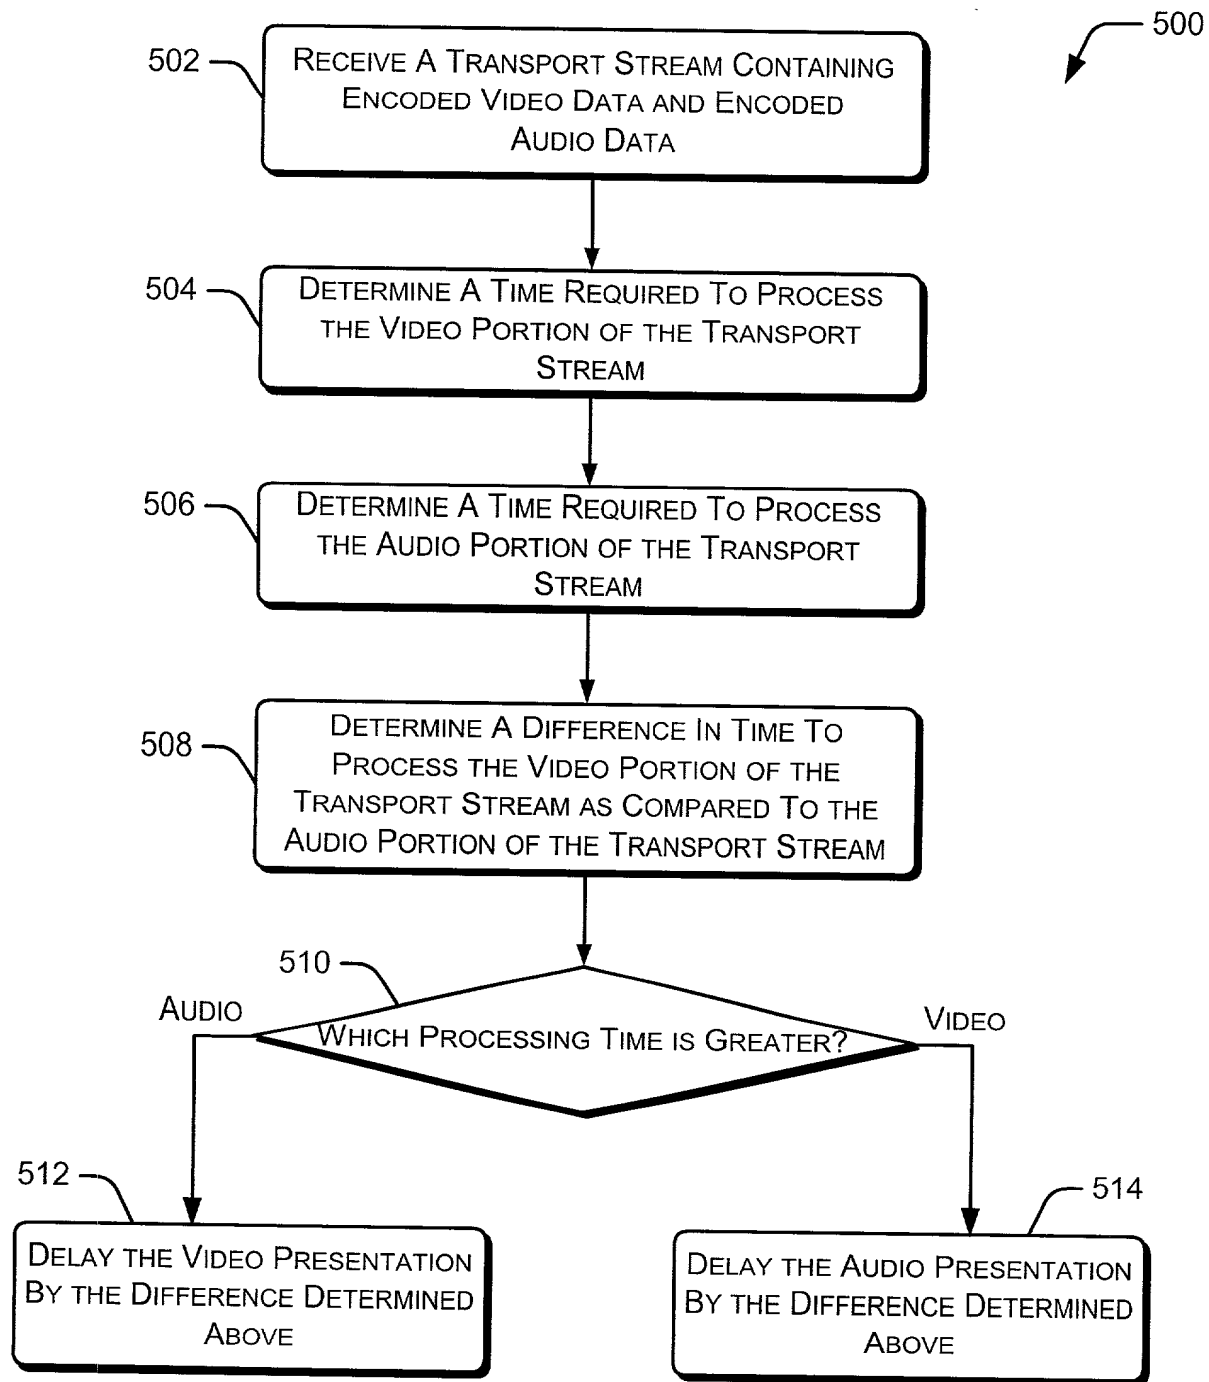 500
502
RECEIVE A TRANSPORT STREAM CONTAINING
ENCODED VIDEO DATA AND ENCODED
AUDIO DATA
504
DETERMINE A TIME REQUIRED TO PROCESS
THE VIDEO PORTION OF THE TRANSPORT
STREAM
506
DETERMINE A TIME REQUIRED TO PROCESS
THE AUDIO PORTION OF THE TRANSPORT
STREAM
508
DETERMINE A DIFFERENCE IN TIME TO
PROCESS THE VIDEO PORTION OF THE
TRANSPORT STREAM AS COMPARED TO THE
AUDIO PORTION OF THE TRANSPORT STREAM
510
AUDIO
WHICH PROCESSING TIME IS GREATER?
VIDEO
512
DELAY THE VIDEO PRESENTATION
BY THE DIFFERENCE DETERMINED
ABOVE
514
DELAY THE AUDIO PRESENTATION
BY THE DIFFERENCE DETERMINED
ABOVE